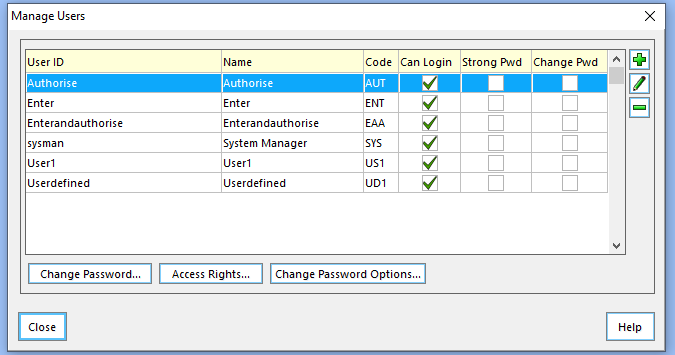 Manage Users
User ID Name Code Can Login Strong Pwd Change Pwd
Authorise Authorise AUT
Enter Enter ENT
Enterandauthorise Enterandauthorise EAA
sysman System Manager SYS
User1 User1 US1
Userdefined Userdefined UD1
Change Password... Access Rights... Change Password Options...
Close Help